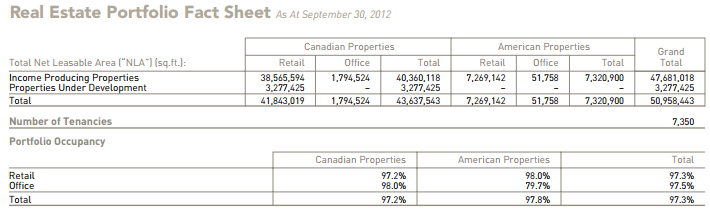 Real Estate Portfolio Fact Sheet As At September 30, 2012
Canadian Properties American Properties Grand
Total Net Leasable Area ("NLA") (sq.ft.): Retail Office Total Retail Office Total Total
Income Producing Properties 38,565,594 1,794,524 40,360,118 7,269,142 51,758 7,320,900 47,681,018
Properties Under Development 3,277,425 – 3,277,425 – – – 3,277,425
Total 41,843,019 1,794,524 43,637,543 7,269,142 51,758 7,320,900 50,958,443
Number of Tenancies 7,350
Portfolio Occupancy
Canadian Properties American Properties Total
Retail 97.2% 98.0% 97.3%
Office 98.0% 79.7% 97.5%
Total 97.2% 97.8% 97.3%